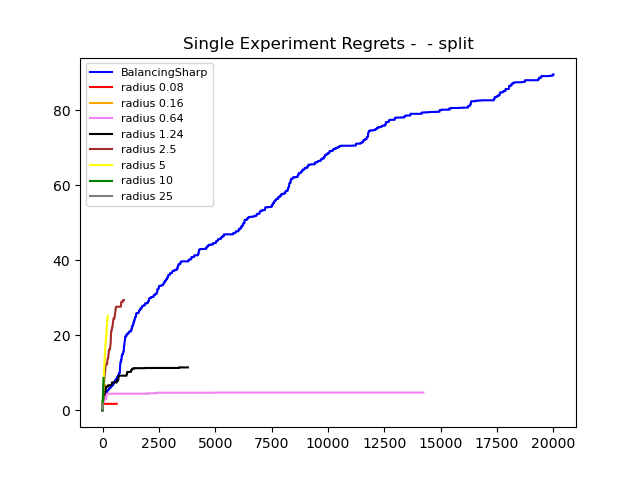 Single Experiment Regrets -  - split
BalancingSharp
radius 0.08
radius 0.16
radius 0.64
radius 1.24
radius 2.5
radius 5
radius 10
radius 25
80
60
40
20
0
0 2500 5000 7500 10000 12500 15000 17500 20000